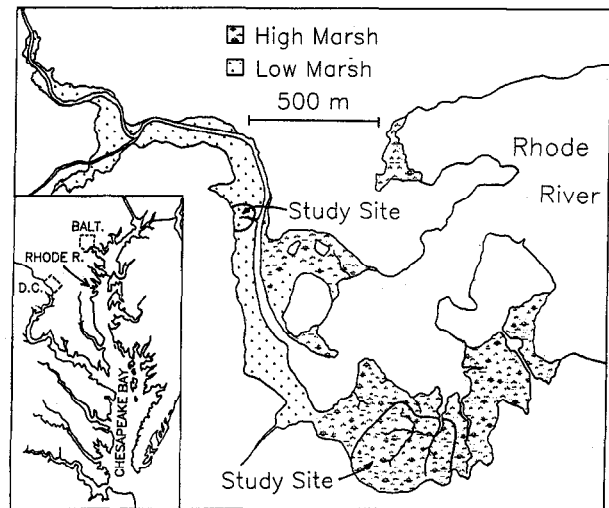 High Marsh
Low Marsh
500 m
Rhode
River
Study Site
BALT.
RHODE R.
D.C.
CHESAPEAKE BAY
Study Site